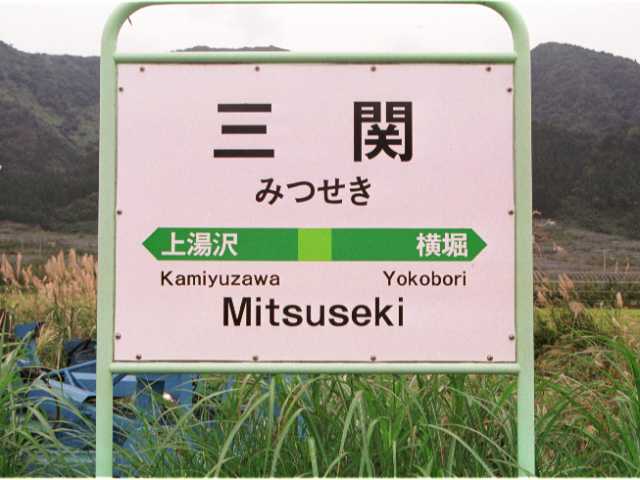 三 関
みつせき
上湯沢 横堀
Kamiyuzawa Yokobori
Mitsuseki